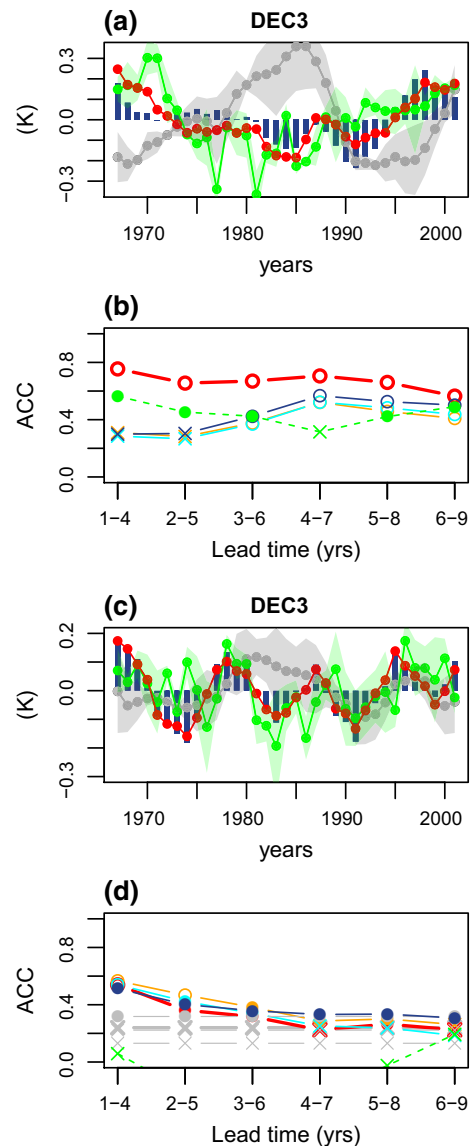 (a) DEC3
0.3
0.0
−0.3
(K)
1970 1980 1990 2000
years
(b)
0.8
0.4
0.0
ACC
1−4 2−5 3−6 4−7 5−8 6−9
Lead time (yrs)
(c) DEC3
0.2
0.0
−0.3
(K)
1970 1980 1990 2000
years
(d)
0.8
0.4
0.0
ACC
1−4 2−5 3−6 4−7 5−8 6−9
Lead time (yrs)